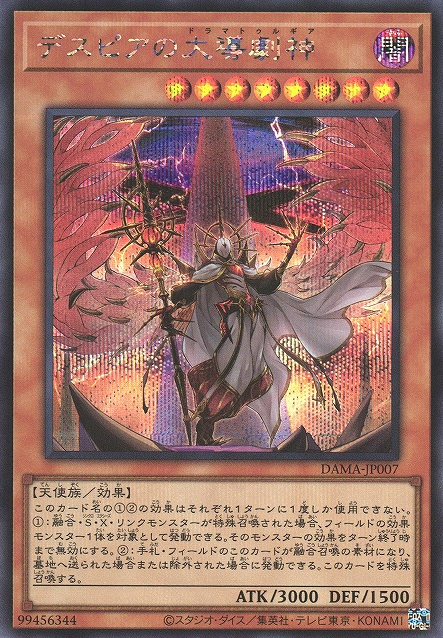 ドラマトゥルギア
デスピアの大導劇神
闇
DAMA-JP007
【天使族／効果】
このカード名の①②の効果はそれぞれ１ターンに１度しか使用できない。
①：融合・S・X・リンクモンスターが特殊召喚された場合、フィールドの効果
モンスター１体を対象として発動できる。そのモンスターの効果をターン終了時
まで無効にする。②：手札・フィールドのこのカードが融合召喚の素材になり、
墓地へ送られた場合または除外された場合に発動できる。このカードを特殊
召喚する。
ATK/3000 DEF/1500
99456344 ©スタジオ・ダイス／集英社・テレビ東京・KONAMI